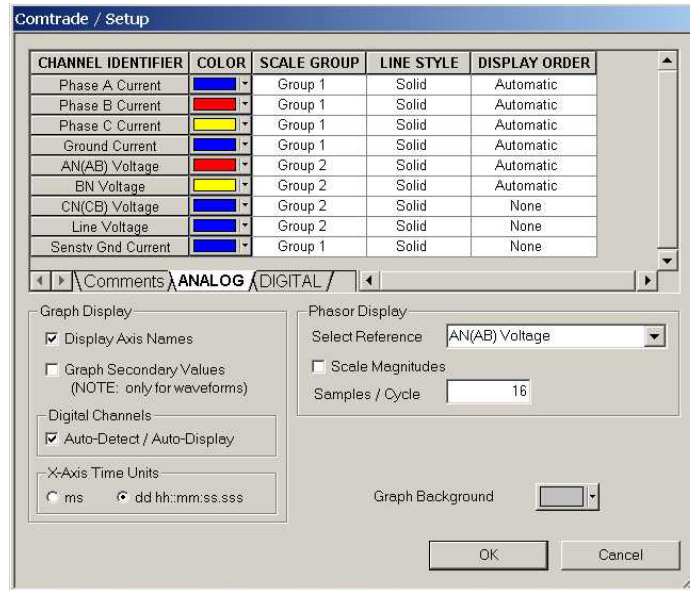 Comtrade / Setup
CHANNEL IDENTIFIER COLOR SCALE GROUP LINE STYLE DISPLAY ORDER
Phase A Current Group 1 Solid Automatic
Phase B Current Group 1 Solid Automatic
Phase C Current Group 1 Solid Automatic
Ground Current Group 1 Solid Automatic
AN(AB) Voltage Group 2 Solid Automatic
BN Voltage Group 2 Solid Automatic
CN(CB) Voltage Group 2 Solid None
Line Voltage Group 2 Solid None
Senstv Gnd Current Group 1 Solid None
Comments ANALOG DIGITAL
Graph Display
Display Axis Names
Graph Secondary Values
(NOTE: only for waveforms)
Digital Channels
Auto-Detect / Auto-Display
X-Axis Time Units
ms dd hh::mm:ss.sss
Phasor Display
Select Reference AN(AB) Voltage
Scale Magnitudes
Samples / Cycle 16
Graph Background
OK Cancel